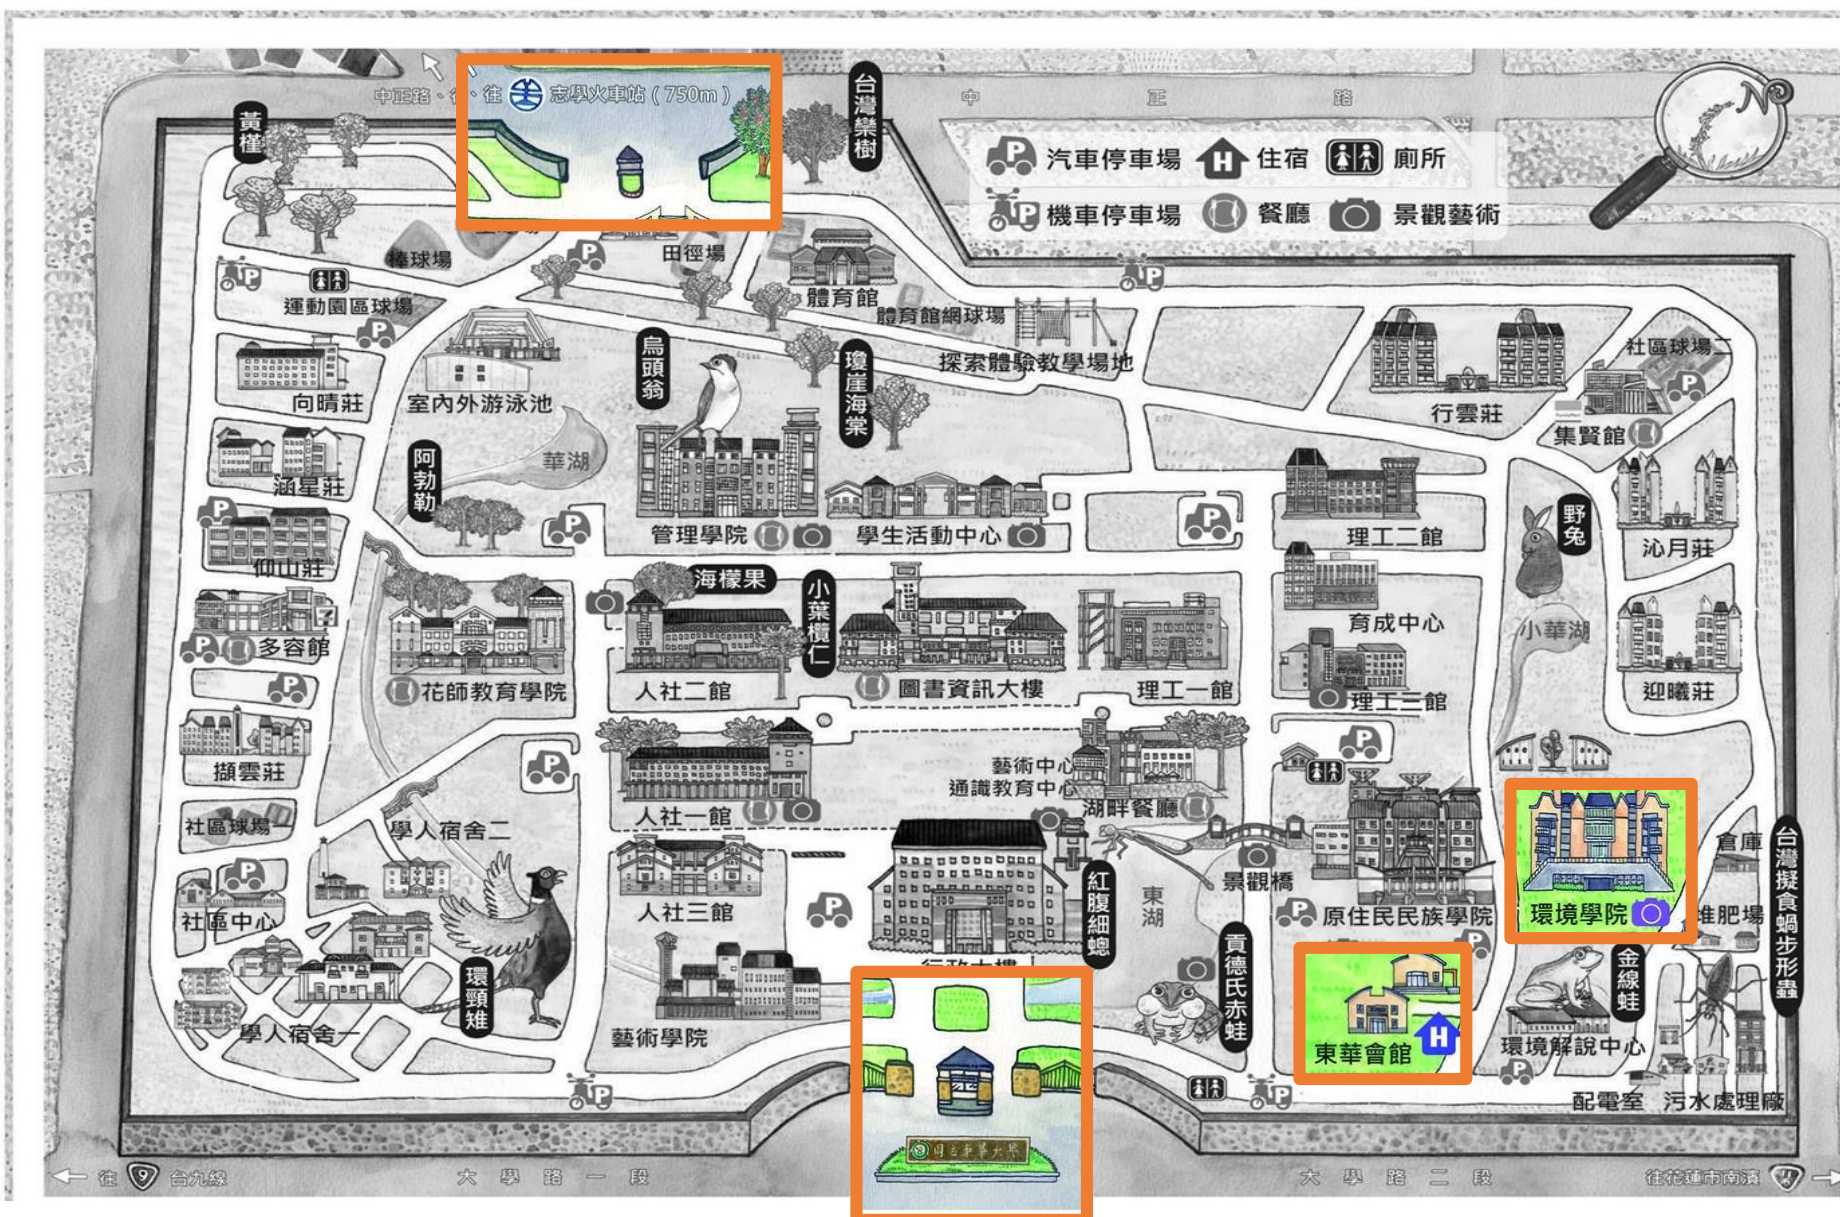 中正路
往
志學火車站（750m）
中 正 路
黃槿
台灣欒樹
N
P 汽車停車場
H 住宿
廁所
P 機車停車場
餐廳
景觀藝術
棒球場
田徑場
運動園區球場
體育館
體育館網球場
探索體驗教學場地
向晴莊
室內外游泳池
烏頭翁
瓊崖海棠
行雲莊
社區球場二
FamilyMart
集賢館
涵星莊
阿勃勒
華湖
管理學院
學生活動中心
理工二館
野兔
沁月莊
仰山莊
海檬果
小葉欖仁
育成中心
小華湖
多容館
7
花師教育學院
人社二館
圖書資訊大樓
理工一館
理工三館
迎曦莊
擷雲莊
藝術中心
通識教育中心
湖畔餐廳
人社一館
社區球場一
學人宿舍二
倉庫
台灣擬食蝸步形蟲
社區中心
人社三館
紅腹細蟌
東湖
景觀橋
原住民民族學院
環境學院
堆肥場
行政大樓
貢德氏赤蛙
金線蛙
環頸雉
學人宿舍一
藝術學院
東華會館
H
環境解說中心
配電室
污水處理廠
國立東華大學
往 9 台九線
大 學 路 一 段
大 學 路 二 段
往花蓮市南濱